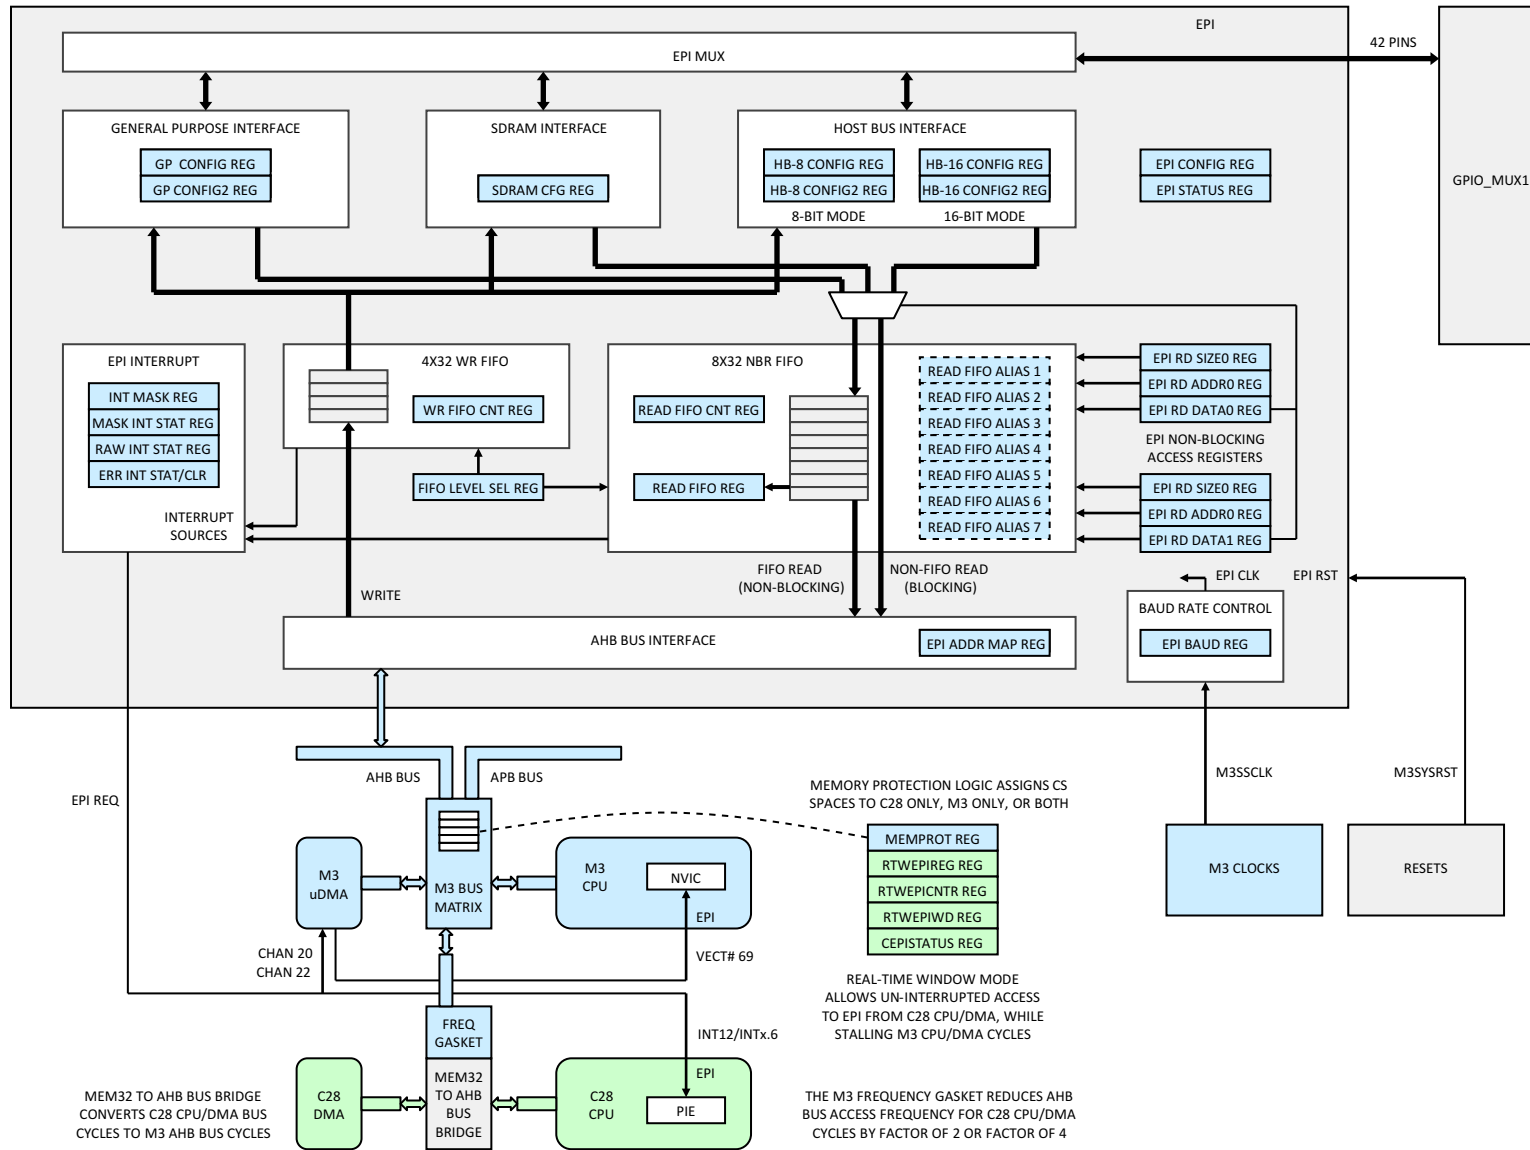 EPI
EPI MUX
42 PINS
GENERAL PURPOSE INTERFACE
GP CONFIG REG
GP CONFIG2 REG
SDRAM INTERFACE
SDRAM CFG REG
HOST BUS INTERFACE
HB-8 CONFIG REG
HB-8 CONFIG2 REG
8-BIT MODE
HB-16 CONFIG REG
HB-16 CONFIG2 REG
16-BIT MODE
EPI CONFIG REG
EPI STATUS REG
GPIO_MUX1
EPI INTERRUPT
INT MASK REG
MASK INT STAT REG
RAW INT STAT REG
ERR INT STAT/CLR
INTERRUPT
SOURCES
4X32 WR FIFO
WR FIFO CNT REG
FIFO LEVEL SEL REG
8X32 NBR FIFO
READ FIFO CNT REG
READ FIFO REG
READ FIFO ALIAS 1
READ FIFO ALIAS 2
READ FIFO ALIAS 3
READ FIFO ALIAS 4
READ FIFO ALIAS 5
READ FIFO ALIAS 6
READ FIFO ALIAS 7
EPI RD SIZE0 REG
EPI RD ADDR0 REG
EPI RD DATA0 REG
EPI NON-BLOCKING
ACCESS REGISTERS
EPI RD SIZE0 REG
EPI RD ADDR0 REG
EPI RD DATA1 REG
WRITE
FIFO READ
(NON-BLOCKING)
NON-FIFO READ
(BLOCKING)
EPI CLK
EPI RST
BAUD RATE CONTROL
EPI BAUD REG
AHB BUS INTERFACE
EPI ADDR MAP REG
AHB BUS
APB BUS
EPI REQ
M3SSCLK
M3SYSRST
MEMORY PROTECTION LOGIC ASSIGNS CS
SPACES TO C28 ONLY, M3 ONLY, OR BOTH
MEMPROT REG
RTWEPIREG REG
RTWEPICNTR REG
RTWEPIWD REG
CEPISTATUS REG
M3 CLOCKS
RESETS
M3
uDMA
M3 BUS
MATRIX
M3
CPU
NVIC
EPI
CHAN 20
CHAN 22
VECT# 69
REAL-TIME WINDOW MODE
ALLOWS UN-INTERRUPTED ACCESS
TO EPI FROM C28 CPU/DMA, WHILE
STALLING M3 CPU/DMA CYCLES
FREQ
GASKET
INT12/INTx.6
MEM32 TO AHB BUS BRIDGE
CONVERTS C28 CPU/DMA BUS
CYCLES TO M3 AHB BUS CYCLES
C28
DMA
MEM32
TO AHB
BUS
BRIDGE
C28
CPU
EPI
PIE
THE M3 FREQUENCY GASKET REDUCES AHB
BUS ACCESS FREQUENCY FOR C28 CPU/DMA
CYCLES BY FACTOR OF 2 OR FACTOR OF 4